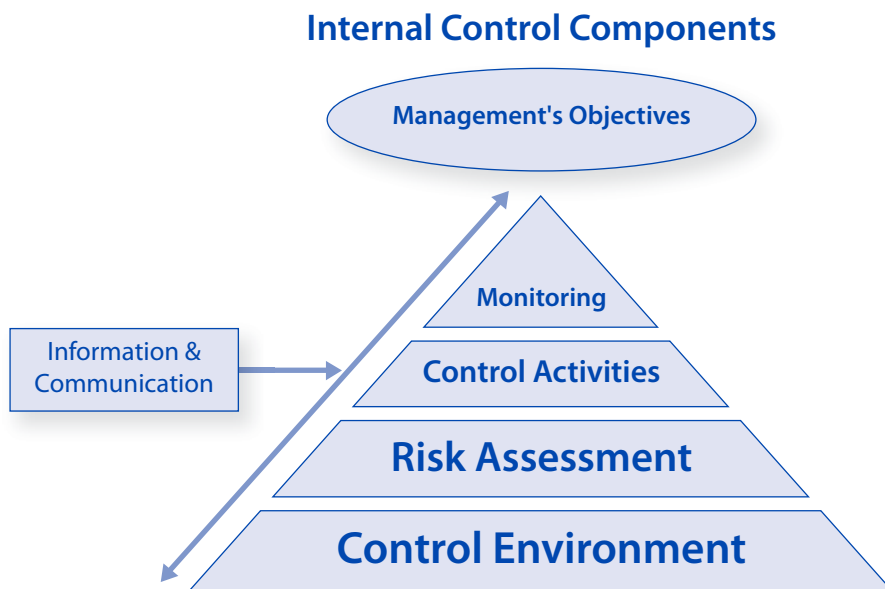 Internal Control Components
Management's Objectives
Monitoring
Information &
Communication
Control Activities
Risk Assessment
Control Environment